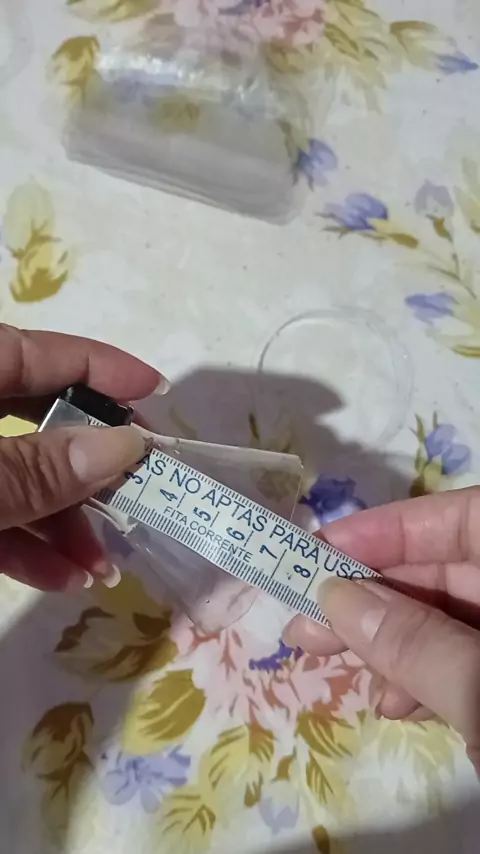 AS NO APTAS PARA USO
3 4 5 6 7 8
FITA CORRENTE